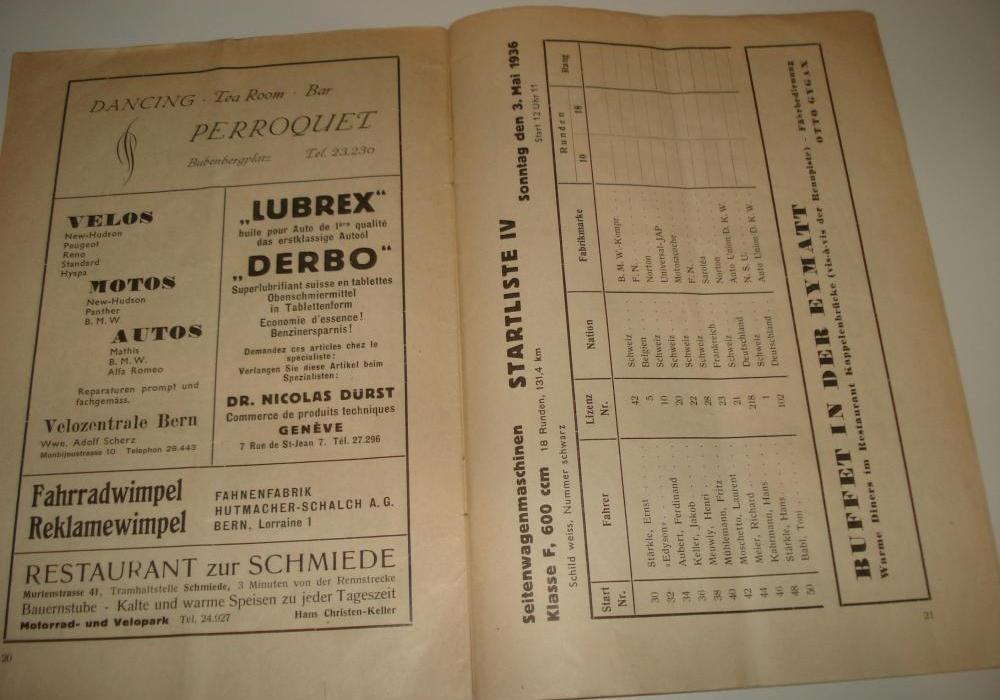 DANCING · Tea Room · Bar
PERROQUET
Bubenbergplatz Tel. 23.230
VELOS
New-Hudson
Peugeot
Reno
Standard
Hyspa
MOTOS
New-Hudson
Panther
B. M. W.
AUTOS
Mathis
B. M. W.
Alfa Romeo
Reparaturen prompt und
fachgemäss.
Velozentrale Bern
Wwe. Adolf Scherz
Monbijoustrasse 10 Telephon 29.443
„LUBREX“
huile pour Auto de 1ère qualité
das erstklassige Autoöl
„DERBO“
Superlubrifiant suisse en tablettes
Obenschmiermittel
in Tablettenform
Economie d'essence!
Benzinersparnis!
Demandez ces articles chez le
spécialiste:
Verlangen Sie diese Artikel beim
Spezialisten:
DR. NICOLAS DÜRST
Commerce de produits techniques
GENÈVE
7 Rue de St-Jean 7. Tél. 27.296
Fahrradwimpel
Reklamewimpel
FAHNENFABRIK
HUTMACHER-SCHALCH A.G.
BERN, Lorraine 1
RESTAURANT zur SCHMIEDE
Murtenstrasse 41, Tramhaltstelle Schmiede, 3 Minuten von der Rennstrecke
Bauernstube - Kalte und warme Speisen zu jeder Tageszeit
Motorrad- und Velopark Tel. 24.927 Hans Christen-Keller
20
Seitenwagenmaschinen STARTLISTE IV Sonntag den 3. Mai 1936
Klasse F, 600 ccm 18 Runden, 131,4 km Start 12 Uhr 11
Schild weiss, Nummer schwarz
Start Nr. Fahrer Lizenz Nr. Nation Fabrikmarke Runden 10 18 Rang
30 Stärkle, Ernst 42 Schweiz B. M. W.-Kompr.
32 «Edyson» 5 Belgien F. N.
34 Aubert, Ferdinand 10 Schweiz Norton
36 Keller, Jakob 20 Schweiz Universal-JAP
38 Meuwly, Henri 22 Schweiz Motosacoche
40 Mühlemann, Fritz 28 Schweiz F. N.
42 Moschetto, Laurent 23 Frankreich Saroléa
44 Meier, Richard 21 Schweiz Norton
46 Kahrmann, Hans 218 Deutschland Auto Union D. K. W.
48 Stärkle, Hans 1 Schweiz N. S. U.
50 Babl, Toni 102 Deutschland Auto Union D. K. W.
BUFFET IN DER EYMATT
Warme Diners im Restaurant Kappelenbrücke (vis-à-vis der Rennpiste) - Fährbedienung
OTTO GYGAX
21